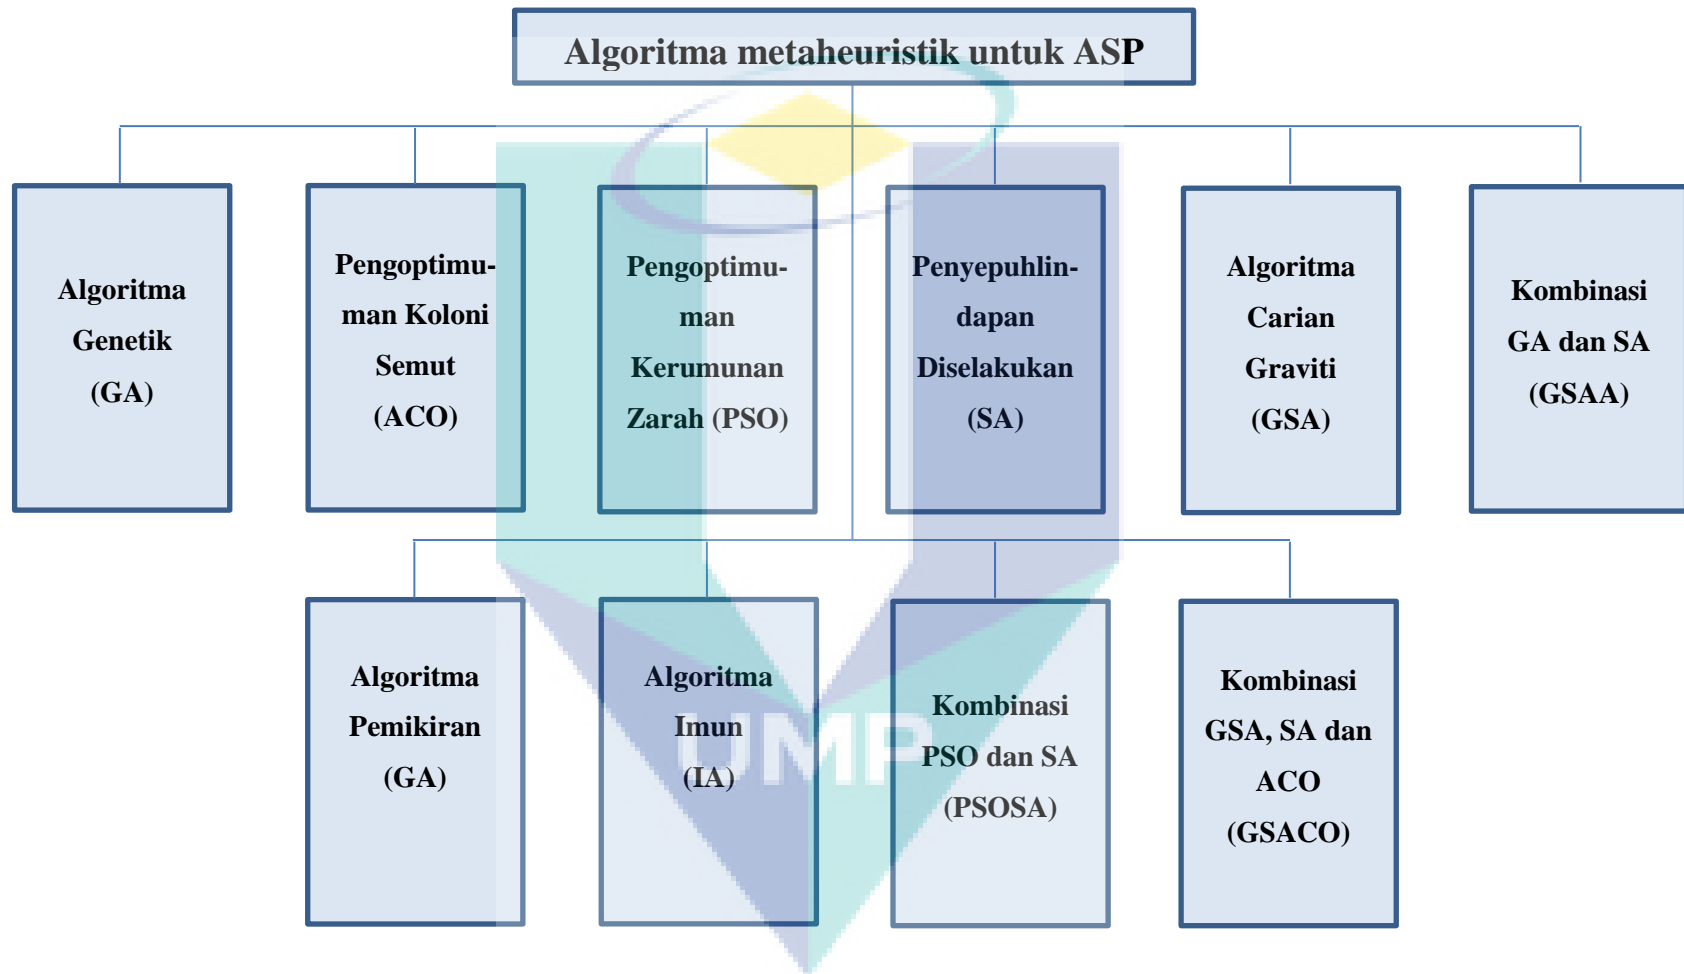 Algoritma metaheuristik untuk ASP
Algoritma
Genetik
(GA)
Pengoptimu-
man Koloni
Semut
(ACO)
Pengoptimu-
man
Kerumunan
Zarah (PSO)
Penyepuhlin-
dapan
Diselakukan
(SA)
Algoritma
Carian
Graviti
(GSA)
Kombinasi
GA dan SA
(GSAA)
Algoritma
Pemikiran
(GA)
Algoritma
Imun
(IA)
Kombinasi
PSO dan SA
(PSOSA)
Kombinasi
GSA, SA dan
ACO
(GSACO)
UMP